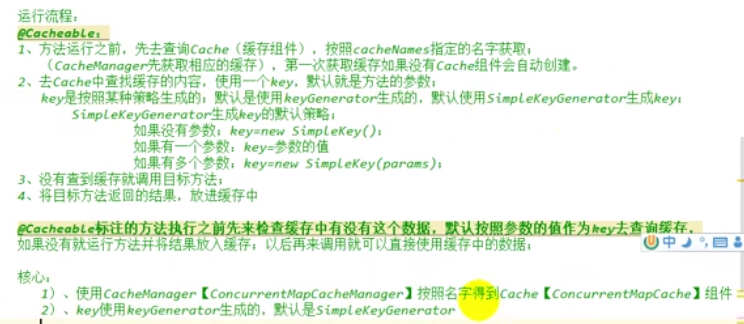 运行流程：
@Cacheable：
1、方法运行之前，先去查询Cache（缓存组件），按照cacheNames指定的名字获取；
（CacheManager先获取相应的缓存），第一次获取缓存如果没有Cache组件会自动创建。
2、去Cache中查找缓存的内容，使用一个key，默认就是方法的参数；
key是按照某种策略生成的；默认是使用keyGenerator生成的，默认使用SimpleKeyGenerator生成key；
SimpleKeyGenerator生成key的默认策略；
如果没有参数；key=new SimpleKey()；
如果有一个参数：key=参数的值
如果有多个参数：key=new SimpleKey(params)；
3、没有查到缓存就调用目标方法；
4、将目标方法返回的结果，放进缓存中
@Cacheable标注的方法执行之前先来检查缓存中有没有这个数据，默认按照参数的值作为key去查询缓存，
如果没有就运行方法并将结果放入缓存；以后再来调用就可以直接使用缓存中的数据；
中
核心：
1）、使用CacheManager【ConcurrentMapCacheManager】按照名字得到Cache【ConcurrentMapCache】组件
2）、key使用keyGenerator生成的，默认是SimpleKeyGenerator